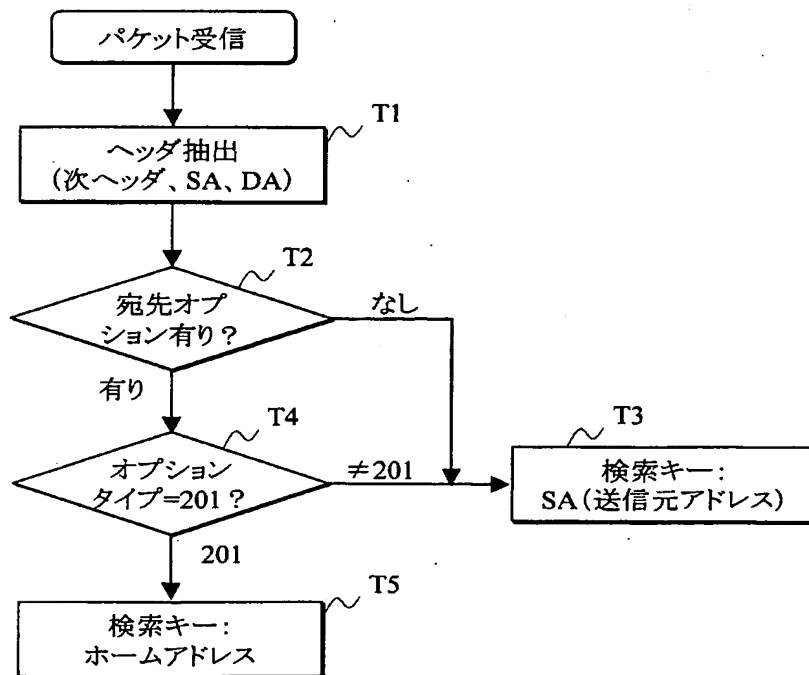 パケット受信
T1
ヘッダ抽出
(次ヘッダ、SA、DA)
T2
宛先オプ
ション有り？
なし
有り
T4
オプション
タイプ=201？
≠201
T3
検索キー：
SA(送信元アドレス)
201
T5
検索キー：
ホームアドレス